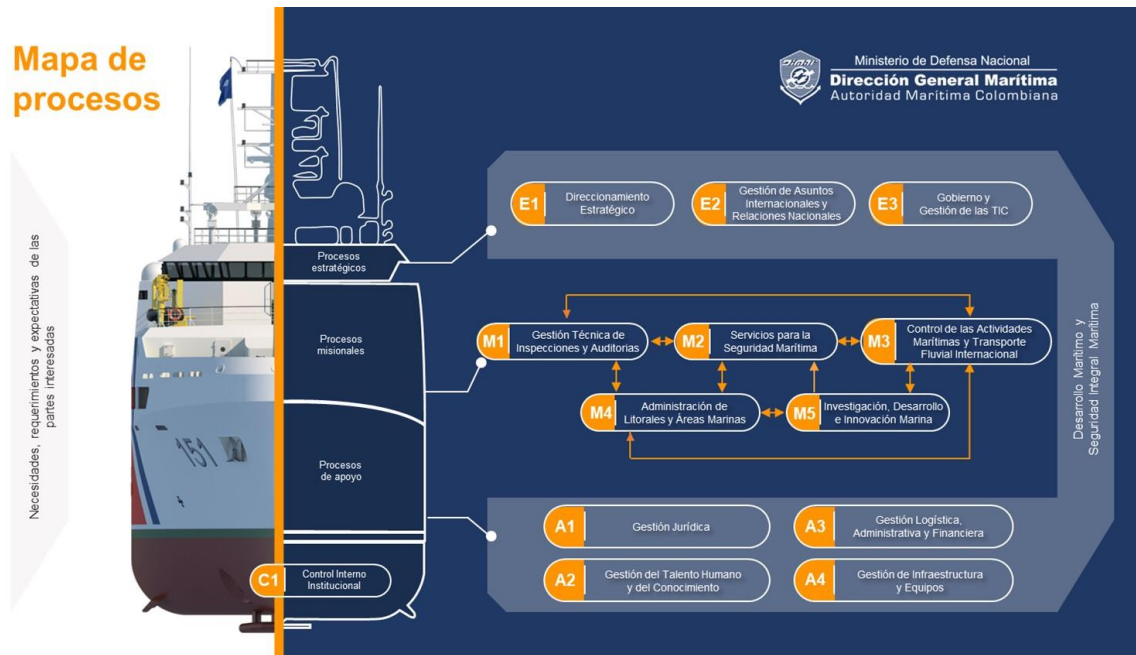 Mapa de
procesos
DIMAR
Ministerio de Defensa Nacional
Dirección General Marítima
Autoridad Marítima Colombiana
Necesidades, requerimientos y expectativas de las
partes interesadas
Procesos
estratégicos
E1
Direccionamiento
Estratégico
E2
Gestión de Asuntos
Internacionales y
Relaciones Nacionales
E3
Gobierno y
Gestión de las TIC
Procesos
misionales
M1
Gestión Técnica de
Inspecciones y Auditorias
M2
Servicios para la
Seguridad Marítima
M3
Control de las Actividades
Marítimas y Transporte
Fluvial Internacional
M4
Administración de
Litorales y Áreas Marinas
M5
Investigación, Desarrollo
e Innovación Marina
151
Procesos
de apoyo
A1
Gestión Jurídica
A3
Gestión Logística,
Administrativa y Financiera
A2
Gestión del Talento Humano
y del Conocimiento
A4
Gestión de Infraestructura
y Equipos
C1
Control Interno
Institucional
Desarrollo Marítimo y
Seguridad Integral Marítima